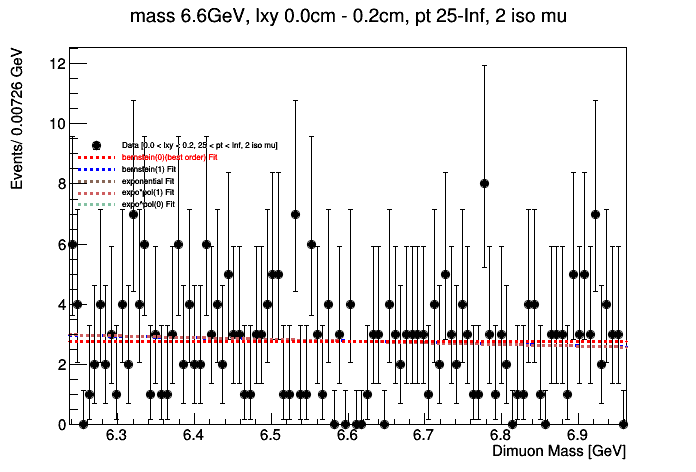 mass 6.6GeV, lxy 0.0cm - 0.2cm, pt 25-Inf, 2 iso mu
Events/ 0.00726 GeV
12
10
8
6
4
2
0
Data [0.0 < lxy < 0.2, 25 < pt < Inf, 2 iso mu]
bernstein(0)(best order) Fit
bernstein(1) Fit
exponential Fit
expo*pol(1) Fit
expo*pol(0) Fit
6.3 6.4 6.5 6.6 6.7 6.8 6.9
Dimuon Mass [GeV]